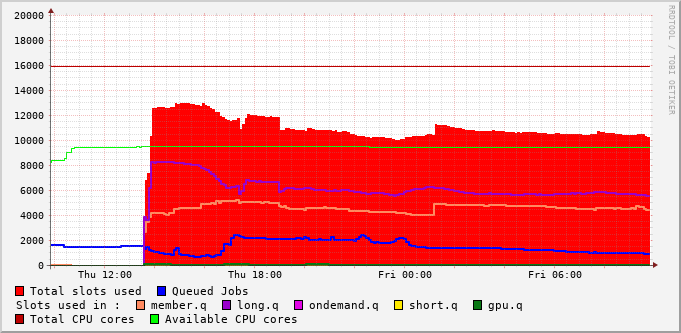 20000
18000
16000
14000
12000
10000
8000
6000
4000
2000
0
Thu 12:00 Thu 18:00 Fri 00:00 Fri 06:00
Total slots used Queued Jobs
Slots used in : member.q long.q ondemand.q short.q gpu.q
Total CPU cores Available CPU cores
RRDTOOL / TOBI OETIKER